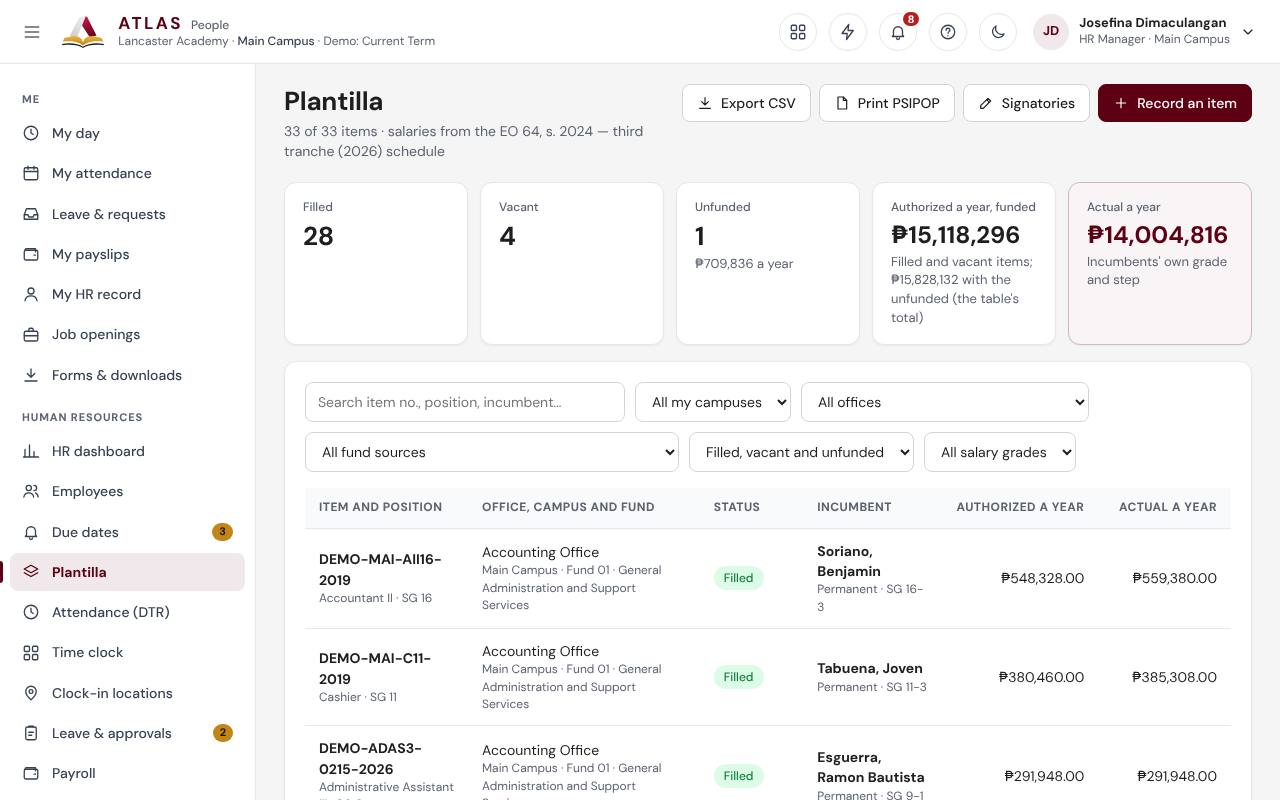 ATLAS People
Lancaster Academy · Main Campus · Demo: Current Term
8
JD
Josefina Dimaculangan
HR Manager · Main Campus
ME
My day
My attendance
Leave & requests
My payslips
My HR record
Job openings
Forms & downloads
HUMAN RESOURCES
HR dashboard
Employees
Due dates 3
Plantilla
Attendance (DTR)
Time clock
Clock-in locations
Leave & approvals 2
Payroll
Plantilla
33 of 33 items · salaries from the EO 64, s. 2024 — third
tranche (2026) schedule
Export CSV
Print PSIPOP
Signatories
Record an item
Filled
28
Vacant
4
Unfunded
1
₱709,836 a year
Authorized a year, funded
₱15,118,296
Filled and vacant items;
₱15,828,132 with the
unfunded (the table's
total)
Actual a year
₱14,004,816
Incumbents' own grade
and step
Search item no., position, incumbent...
All my campuses
All offices
All fund sources
Filled, vacant and unfunded
All salary grades
ITEM AND POSITION OFFICE, CAMPUS AND FUND STATUS INCUMBENT AUTHORIZED A YEAR ACTUAL A YEAR
DEMO-MAI-AII16-
2019
Accountant II · SG 16
Accounting Office
Main Campus · Fund 01 · General
Administration and Support
Services
Filled
Soriano,
Benjamin
Permanent · SG 16-
3
₱548,328.00
₱559,380.00
DEMO-MAI-C11-
2019
Cashier · SG 11
Accounting Office
Main Campus · Fund 01 · General
Administration and Support
Services
Filled
Tabuena, Joven
Permanent · SG 11-3
₱380,460.00
₱385,308.00
DEMO-ADAS3-
0215-2026
Administrative Assistant
Accounting Office
Main Campus · Fund 01 · General
Administration and Support
Filled
Esguerra,
Ramon Bautista
Permanent · SG 9-1
₱291,948.00
₱291,948.00